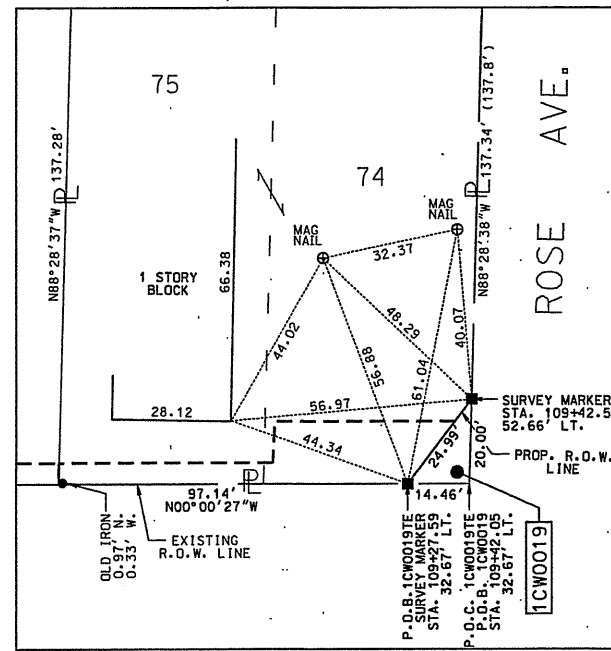 75
74
ROSE AVE.
N88°28'37"W 137.28'
PL
N88°28'38"W 137.34' (137.8')
PL
MAG
NAIL
MAG
NAIL
32.37
1 STORY
BLOCK
66.38
44.02
48.29
40.07
56.88
61.04
28.12
56.97
44.34
24.99'
20.00'
SURVEY MARKER
STA. 109+42.5
52.66' LT.
PROP. R.O.W.
LINE
97.14'
PL
N00°00'27"W
14.46'
OLD IRON
0.97' N.
0.33' W.
EXISTING
R.O.W. LINE
P.O.B. 1CW0019TE
SURVEY MARKER
STA. 109+27.59
32.67' LT.
P.O.C. 1CW0019TE
P.O.B. 1CW0019
STA. 109+42.05
32.67' LT.
1CW0019